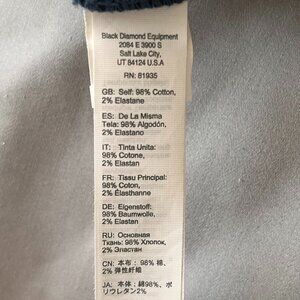 Black Diamond Equipment
2084 E 3900 S
Salt Lake City,
UT 84124 U.S.A
RN: 81935
GB: Self: 98% Cotton,
2% Elastane
ES: De La Misma
Tela: 98% Algodón,
2% Elastano
IT: Tinta Unita:
98% Cotone,
2% Elastan
FR: Tissu Principal:
98% Coton,
2% Élasthanne
DE: Eigenstoff:
98% Baumwolle,
2% Elastan
RU: Основная
Ткань: 98% Хлопок,
2% Эластан
CN: 本布: 98% 棉,
2% 弹性纤维
JA: 本体: 綿98%、ポ
リウレタン2%